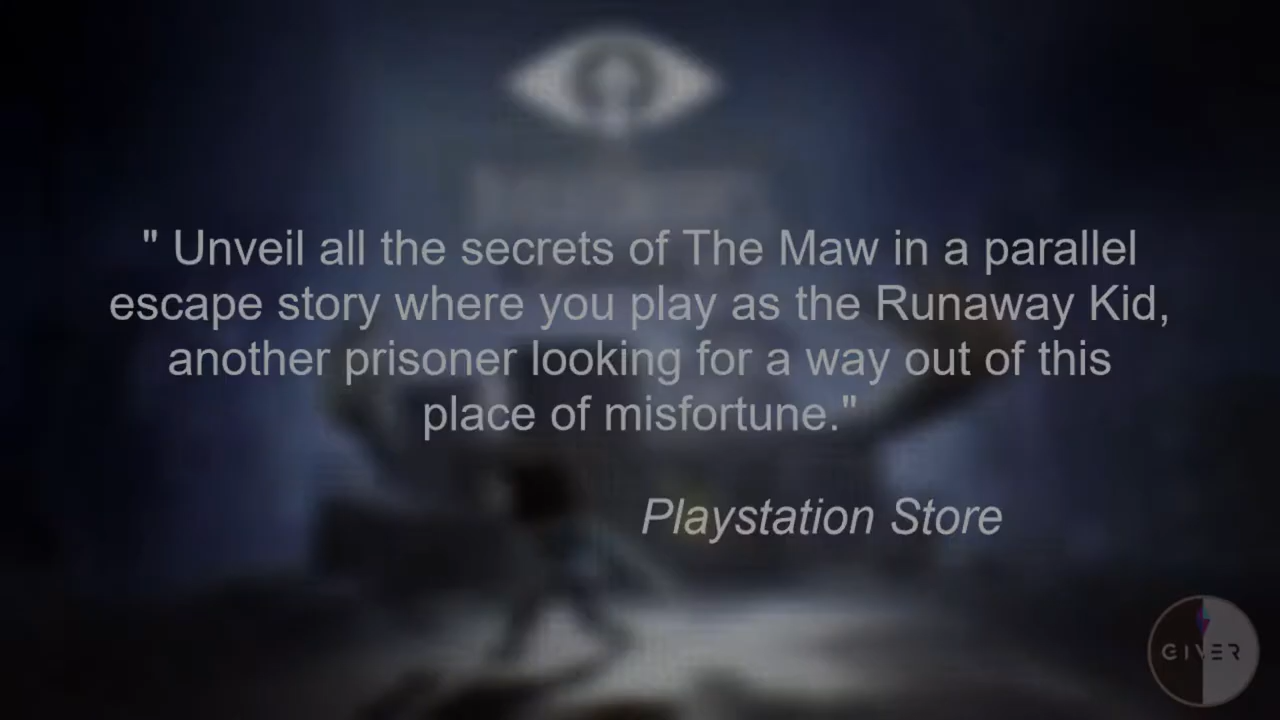 " Unveil all the secrets of The Maw in a parallel
escape story where you play as the Runaway Kid,
another prisoner looking for a way out of this
place of misfortune."
Playstation Store
GIVER